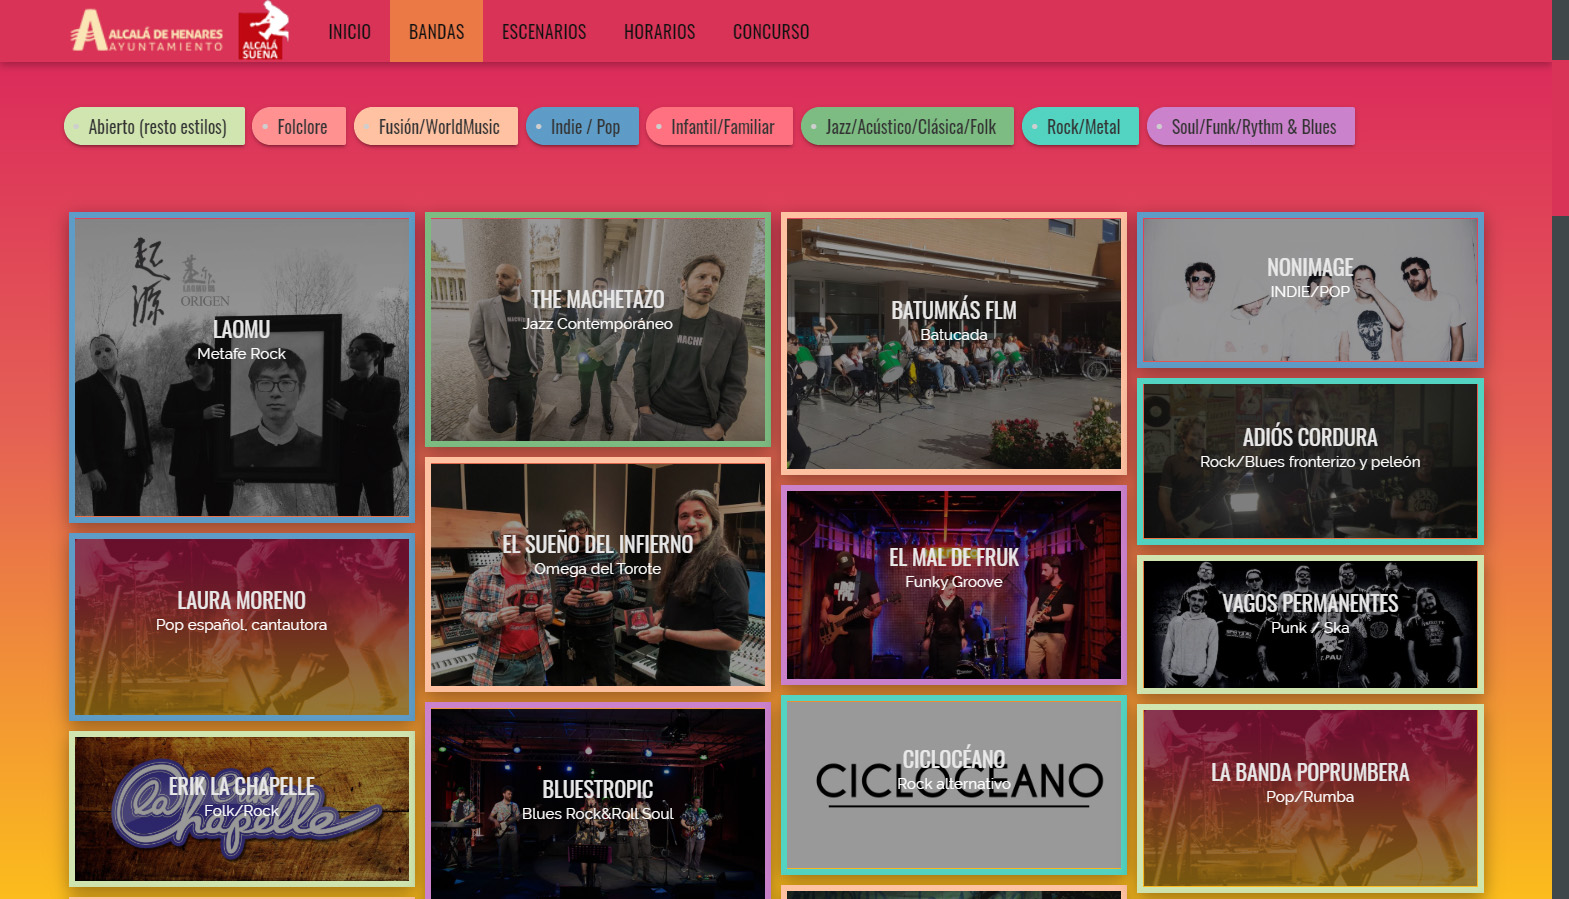 ALCALÁ DE HENARES
AYUNTAMIENTO
ALCALÁ
SUENA
INICIO
BANDAS
ESCENARIOS
HORARIOS
CONCURSO
Abierto (resto estilos)
Folclore
Fusión/WorldMusic
Indie / Pop
Infantil/Familiar
Jazz/Acústico/Clásica/Folk
Rock/Metal
Soul/Funk/Rythm & Blues
起源
ORIGEN
LAOMU
Metafe Rock
THE MACHETAZO
Jazz Contemporáneo
BATUMKÁS FLM
Batucada
NONIMAGE
INDIE/POP
ADIÓS CORDURA
Rock/Blues fronterizo y peleón
EL SUEÑO DEL INFIERNO
Omega del Torote
EL MAL DE FRUK
Funky Groove
VAGOS PERMANENTES
Punk / Ska
LAURA MORENO
Pop español, cantautora
CICLOCÉANO
Rock alternativo
CICLOCEANO
LA BANDA POPRUMBERA
Pop/Rumba
ERIK LA CHAPELLE
Folk/Rock
Erik
la Chapelle
BLUESTROPIC
Blues Rock&Roll Soul